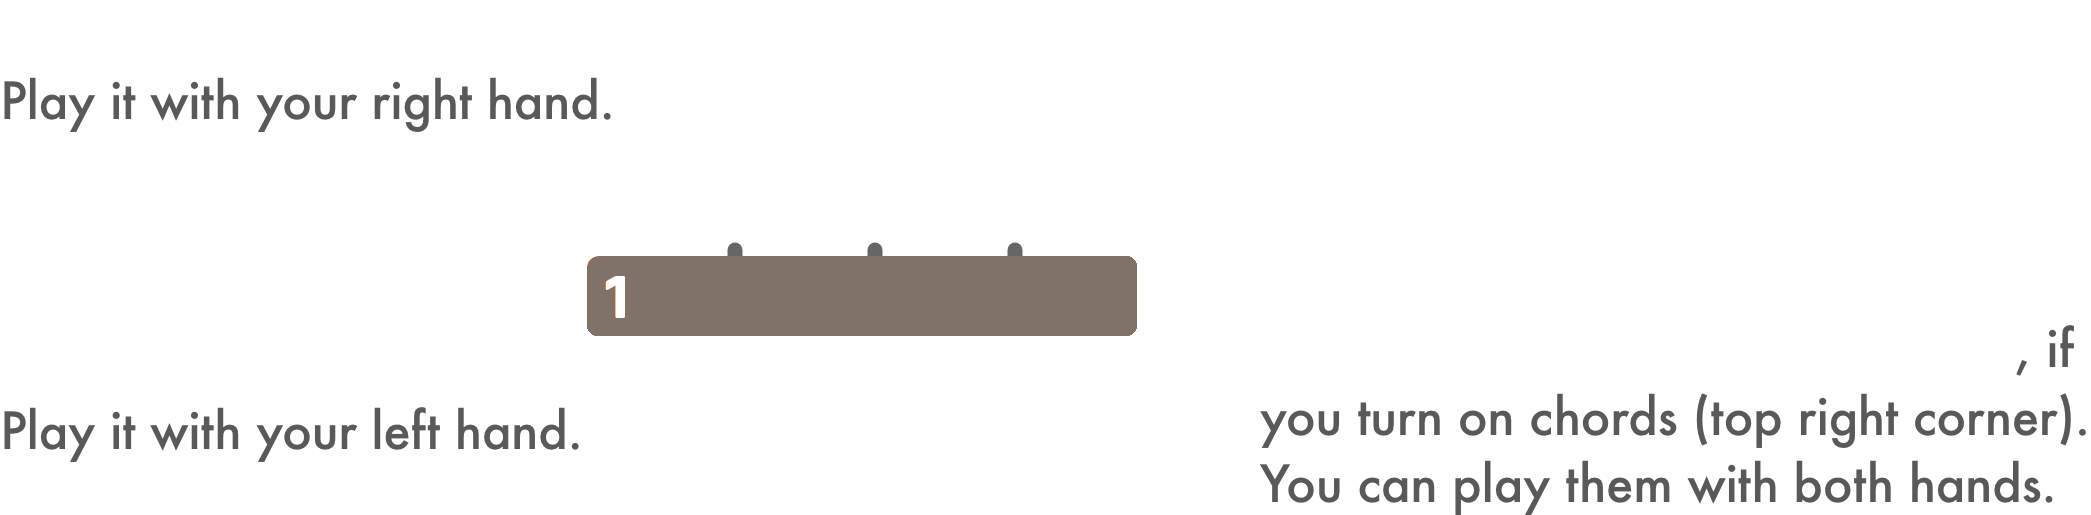 Play it with your right hand.
1
Play it with your left hand.
, if
you turn on chords (top right corner).
You can play them with both hands.